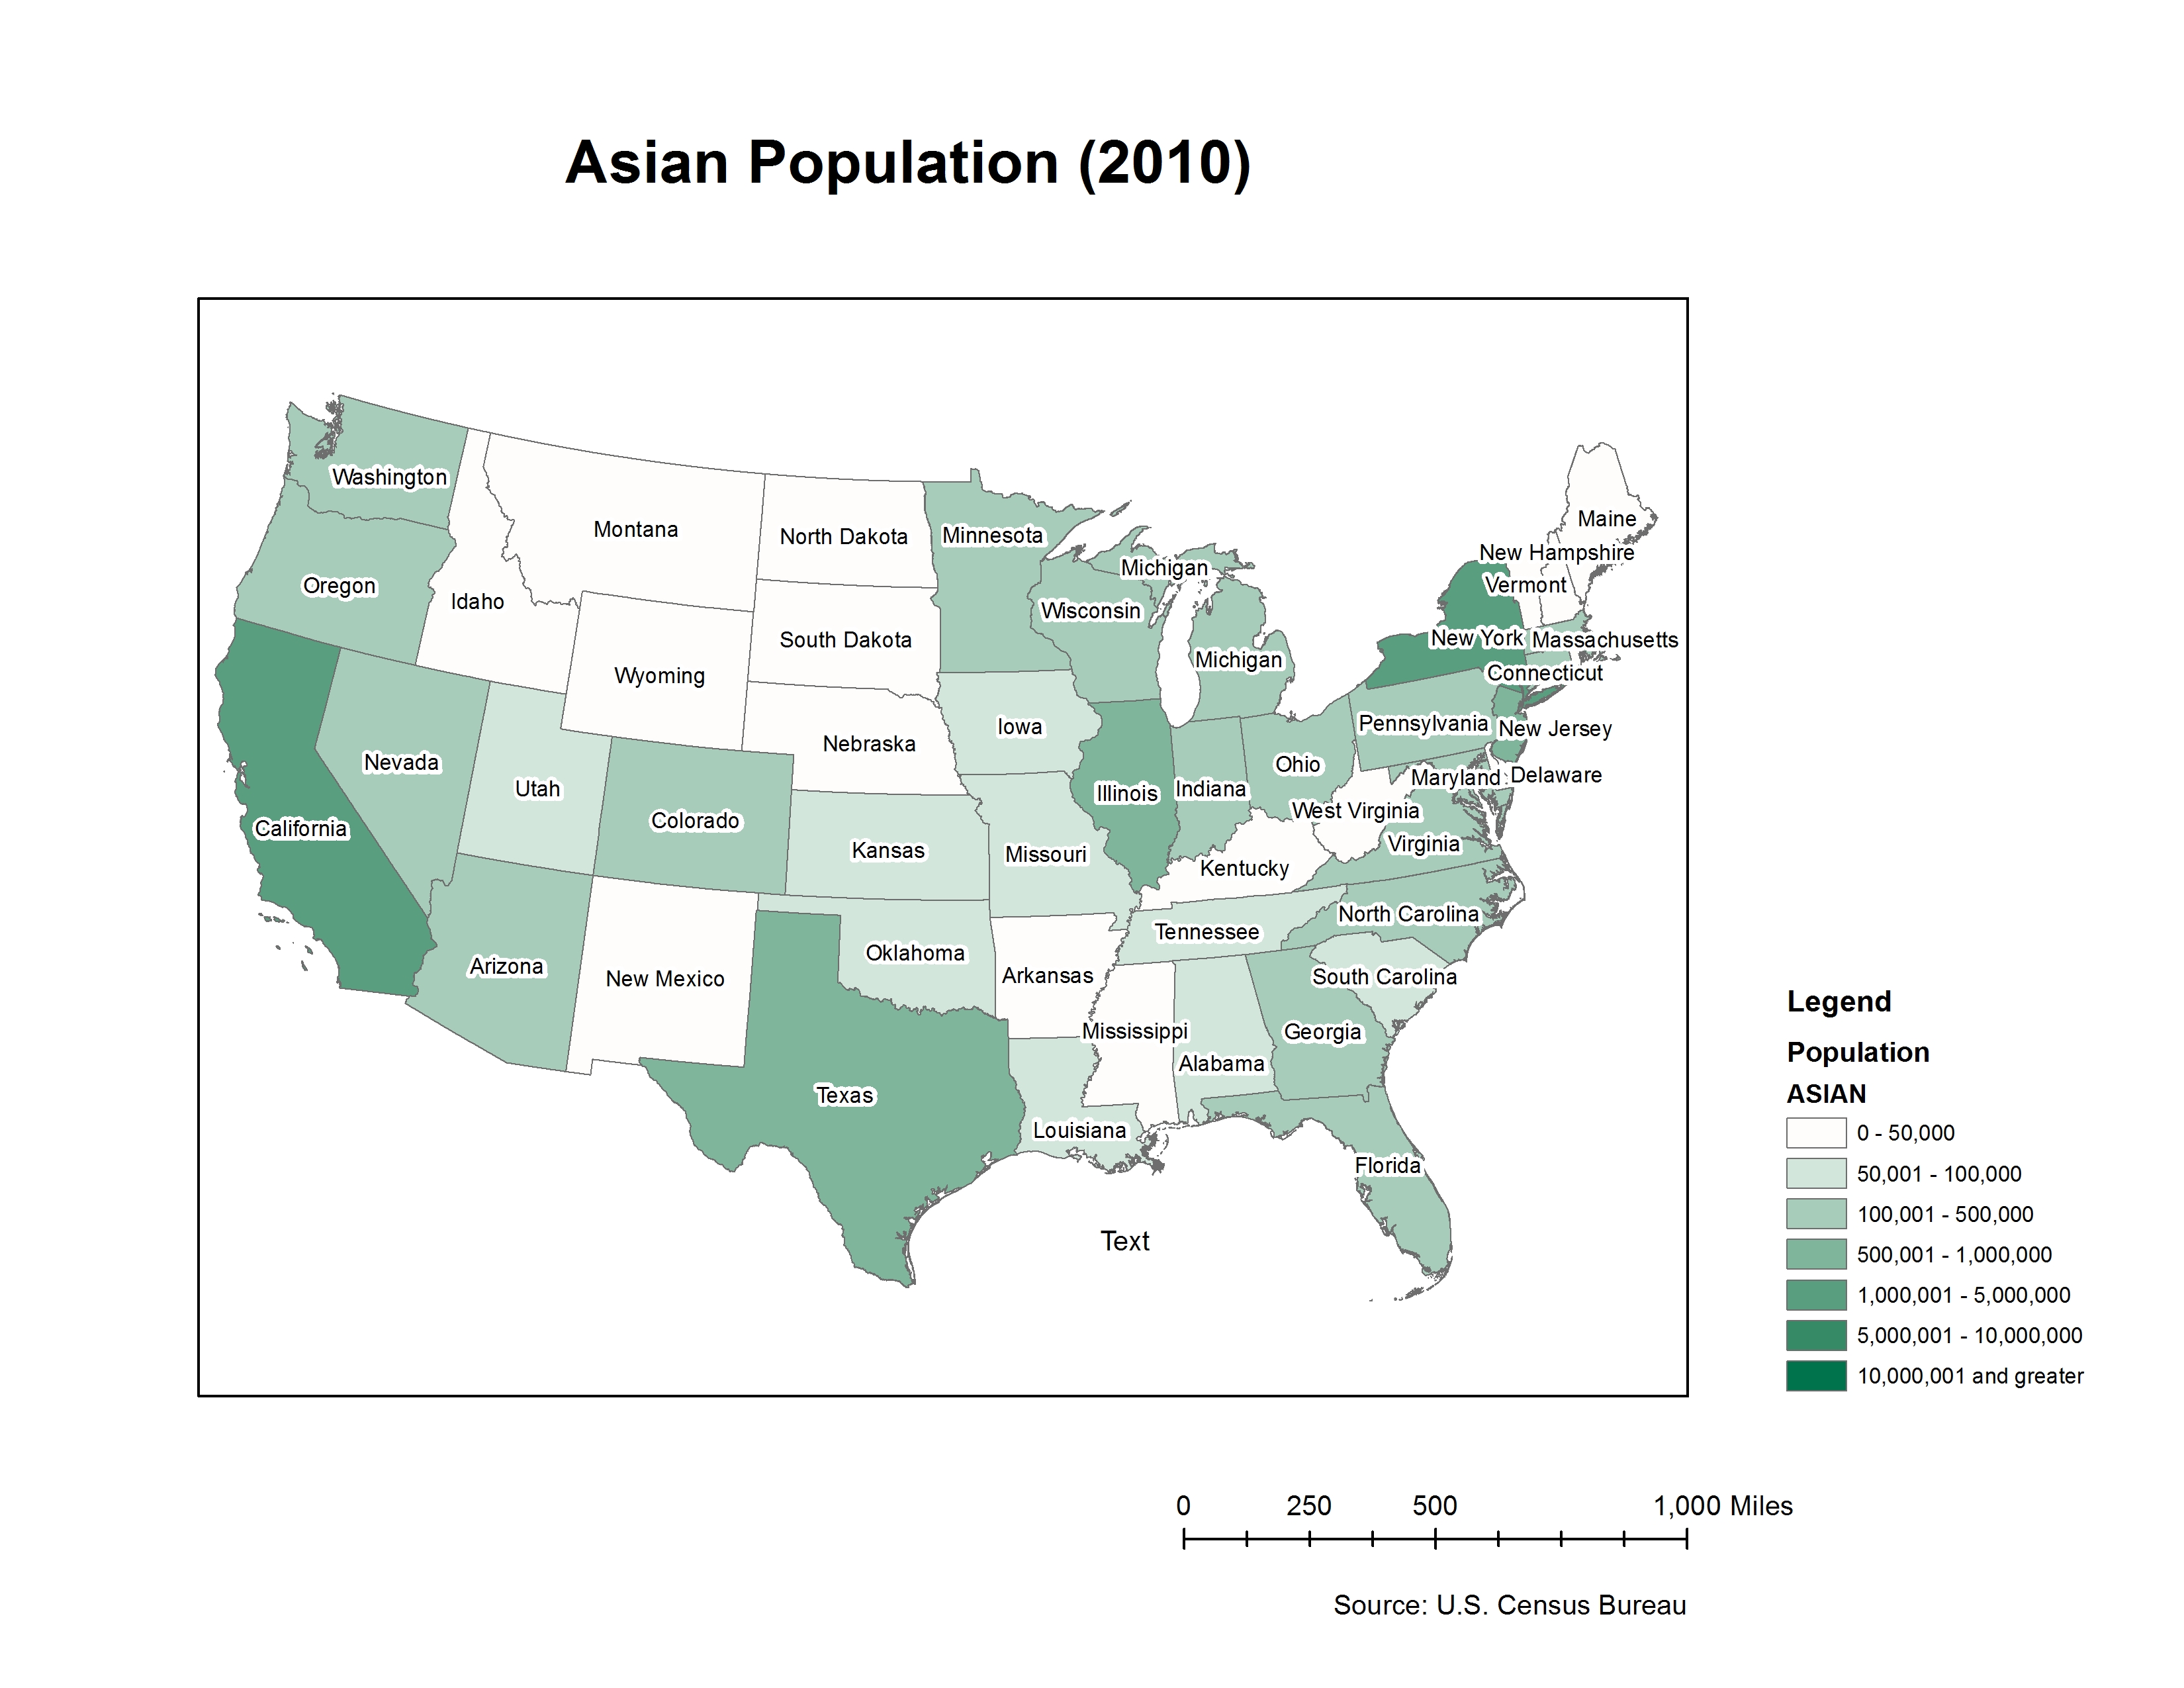 Asian Population (2010)
Washington
Montana
North Dakota
Minnesota
Maine
New Hampshire
Michigan
Vermont
Oregon
Idaho
Wisconsin
South Dakota
New York
Massachusetts
Michigan
Wyoming
Connecticut
Iowa
Pennsylvania
New Jersey
Nebraska
Nevada
Ohio
Maryland
Delaware
Utah
Illinois
Indiana
West Virginia
Colorado
California
Virginia
Kansas
Missouri
Kentucky
North Carolina
Tennessee
Oklahoma
Arizona
New Mexico
Arkansas
South Carolina
Mississippi
Georgia
Alabama
Texas
Louisiana
Florida
Text
Legend
Population
ASIAN
0 - 50,000
50,001 - 100,000
100,001 - 500,000
500,001 - 1,000,000
1,000,001 - 5,000,000
5,000,001 - 10,000,000
10,000,001 and greater
0 250 500 1,000 Miles
Source: U.S. Census Bureau